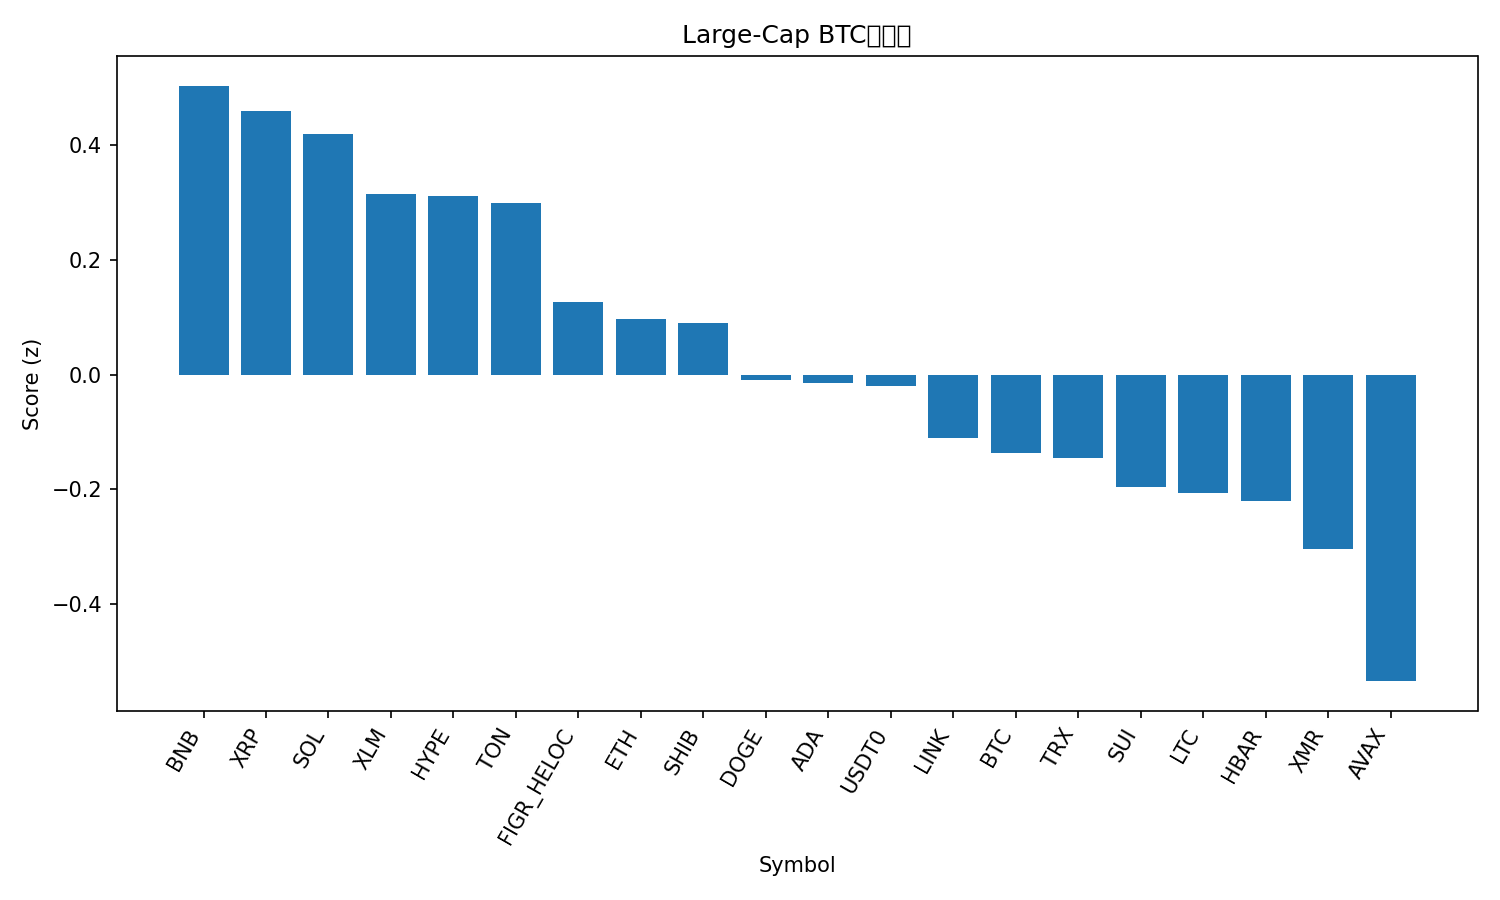 Large-Cap BTC
Score (z)
0.4
0.2
0.0
−0.2
−0.4
BNB
XRP
SOL
XLM
HYPE
TON
FIGR_HELOC
ETH
SHIB
DOGE
ADA
USDT0
LINK
BTC
TRX
SUI
LTC
HBAR
XMR
AVAX
Symbol